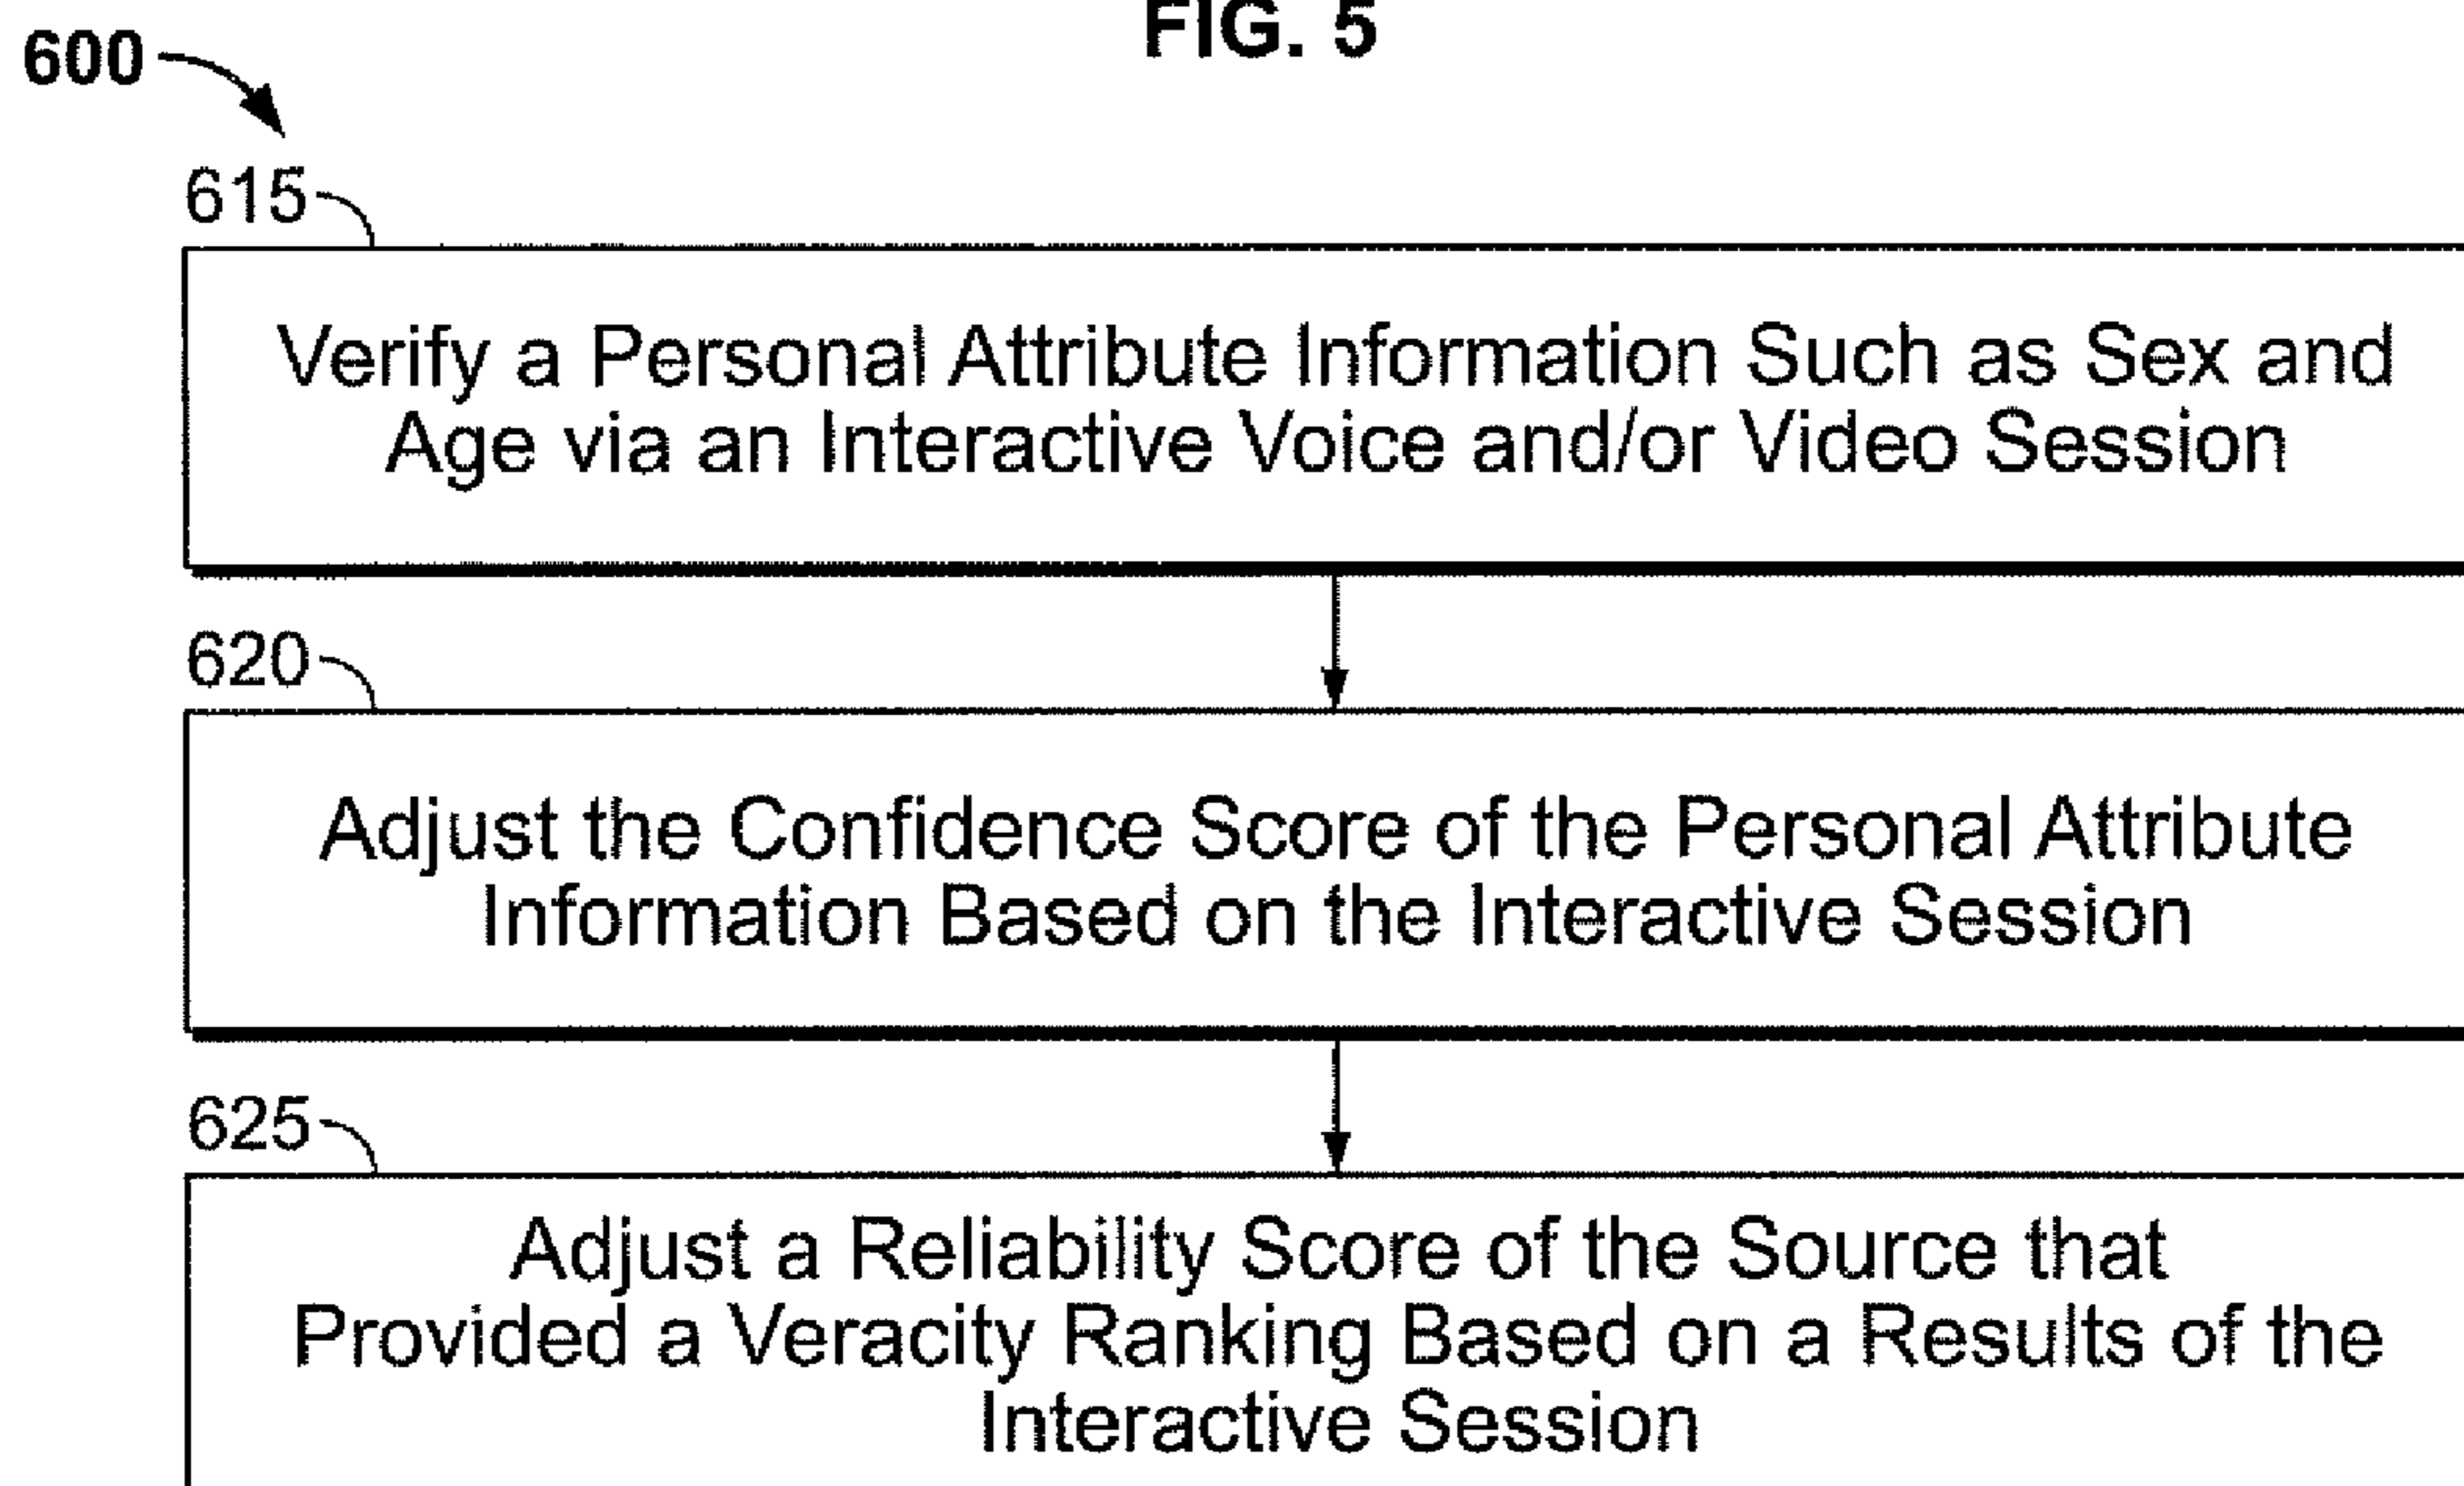 FIG. 5
600
615
Verify a Personal Attribute Information Such as Sex and
Age via an Interactive Voice and/or Video Session
620
Adjust the Confidence Score of the Personal Attribute
Information Based on the Interactive Session
625
Adjust a Reliability Score of the Source that
Provided a Veracity Ranking Based on a Results of the
Interactive Session